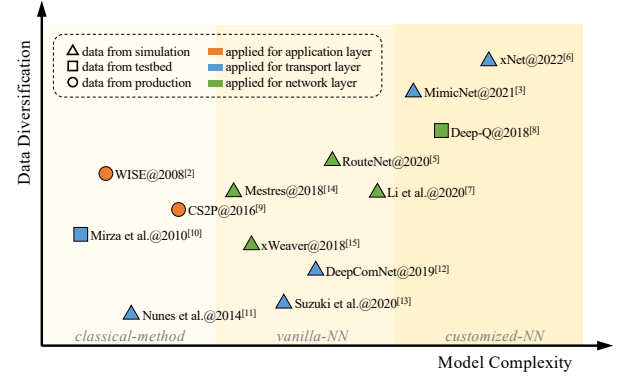 Data Diversification
data from simulation
applied for application layer
data from testbed
applied for transport layer
data from production
applied for network layer
xNet@2022[6]
MimicNet@2021[3]
Deep-Q@2018[8]
RouteNet@2020[5]
WISE@2008[2]
Mestres@2018[14]
Li et al.@2020[7]
CS2P@2016[9]
Mirza et al.@2010[10]
xWeaver@2018[15]
DeepComNet@2019[12]
Suzuki et al.@2020[13]
Nunes et al.@2014[11]
classical-method
vanilla-NN
customized-NN
Model Complexity